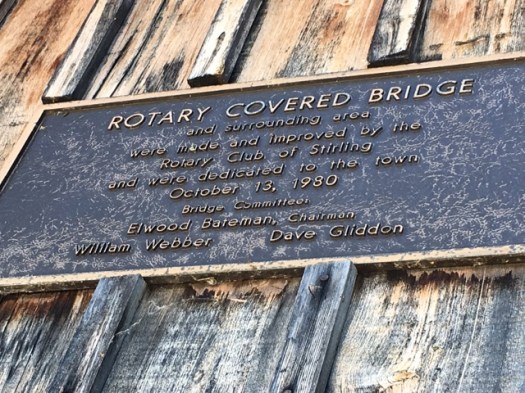 ROTARY COVERED BRIDGE
and surrounding area
were made and improved by the
Rotary Club of Stirling
and were dedicated to the town
October 13, 1980
Bridge Committee:
Elwood Bateman, Chairman
William Webber Dave Gliddon